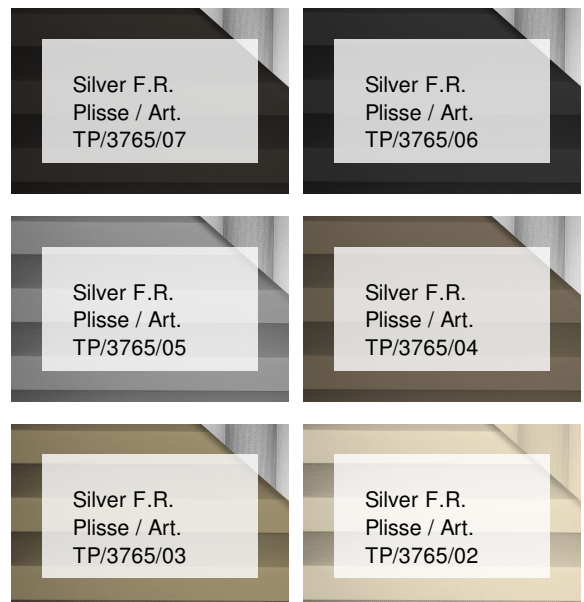 Silver F.R.
Plisse / Art.
TP/3765/07
Silver F.R.
Plisse / Art.
TP/3765/06
Silver F.R.
Plisse / Art.
TP/3765/05
Silver F.R.
Plisse / Art.
TP/3765/04
Silver F.R.
Plisse / Art.
TP/3765/03
Silver F.R.
Plisse / Art.
TP/3765/02